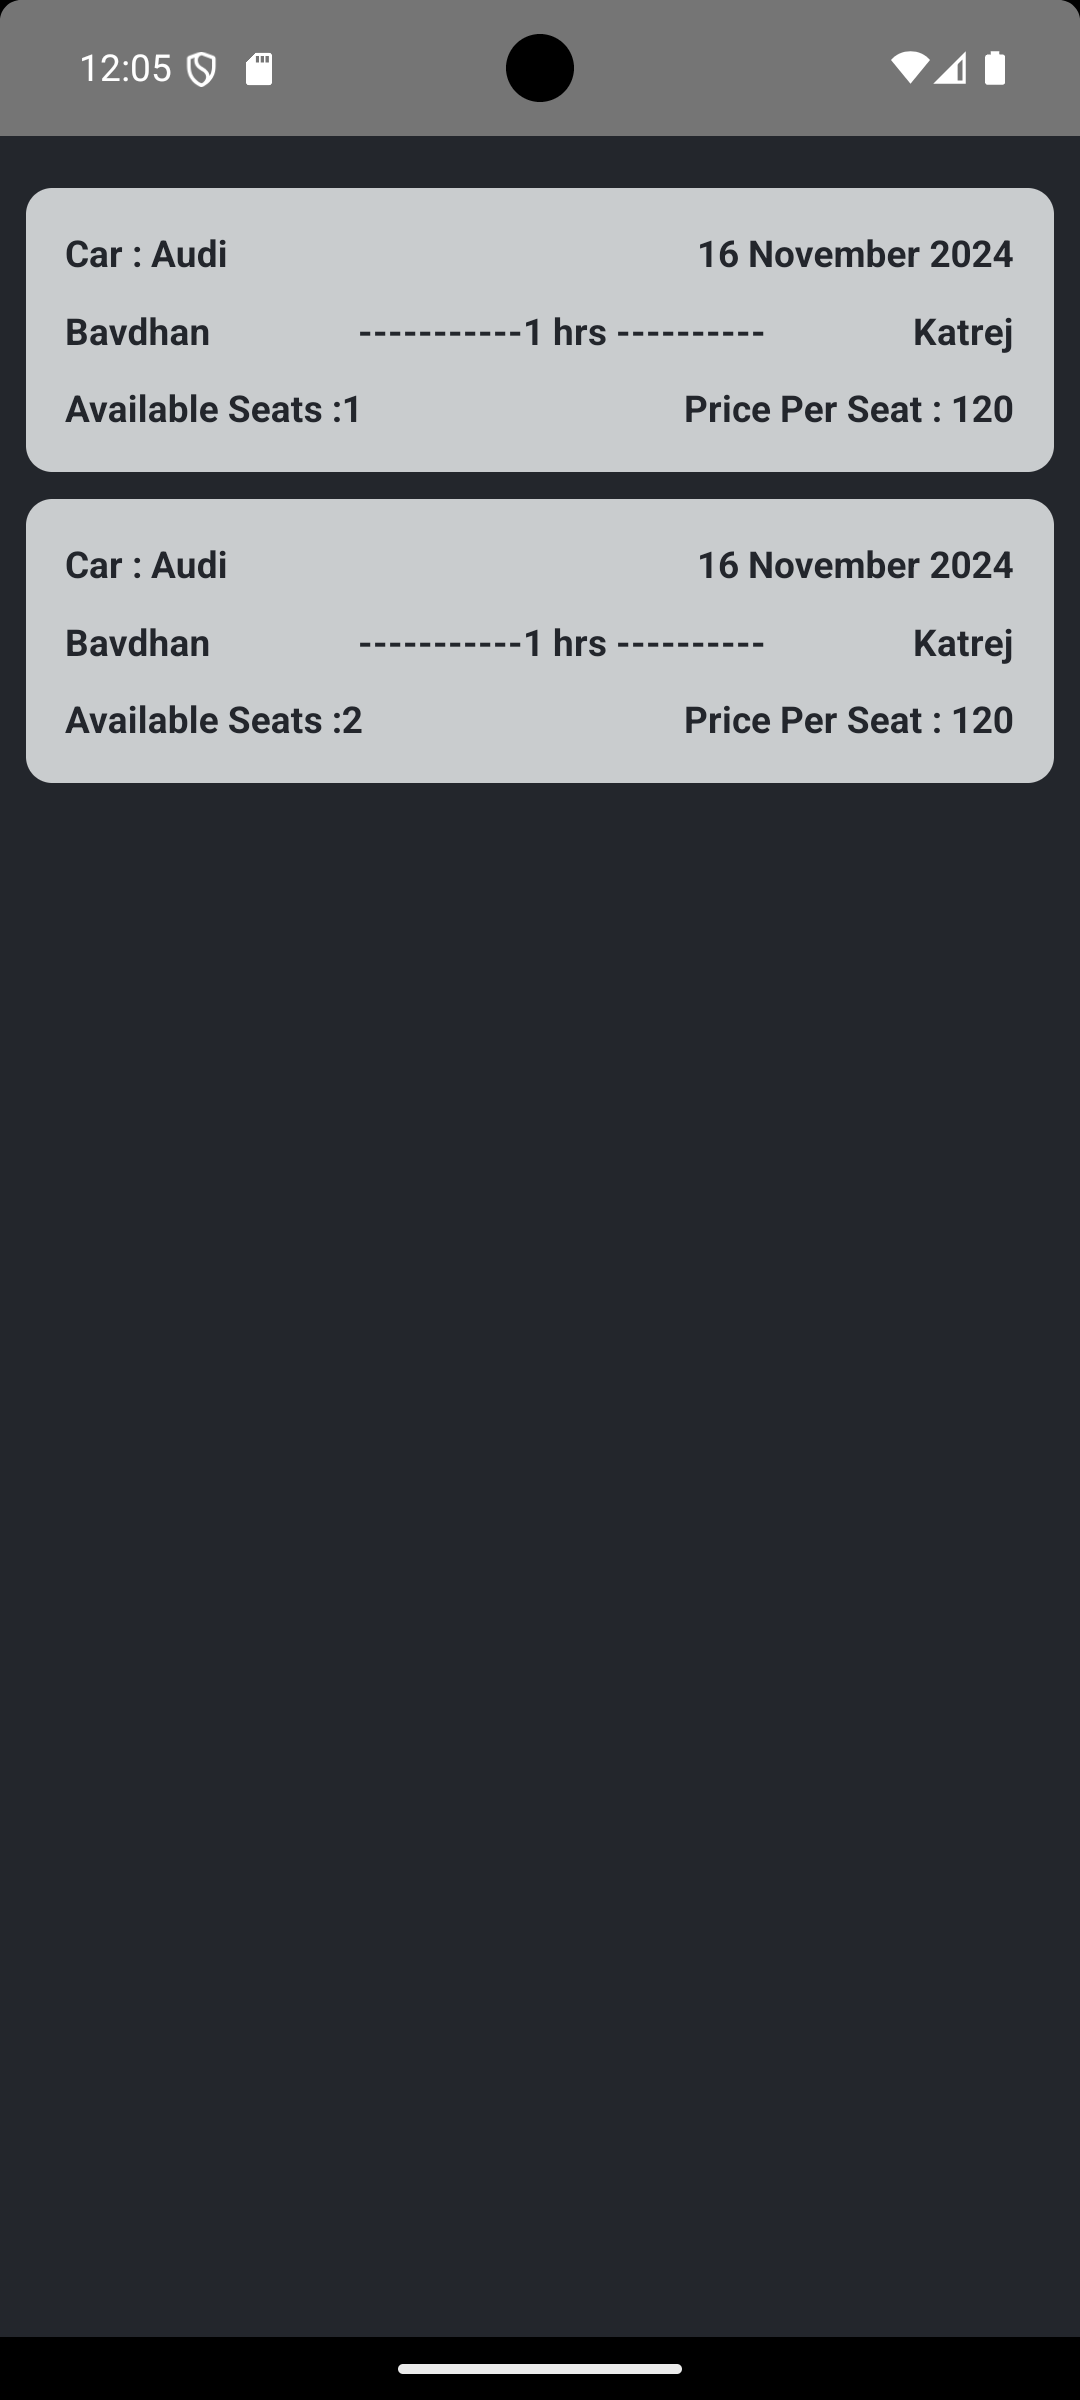 12:05
Car : Audi 16 November 2024
Bavdhan -----------1 hrs ---------- Katrej
Available Seats :1 Price Per Seat : 120
Car : Audi 16 November 2024
Bavdhan -----------1 hrs ---------- Katrej
Available Seats :2 Price Per Seat : 120